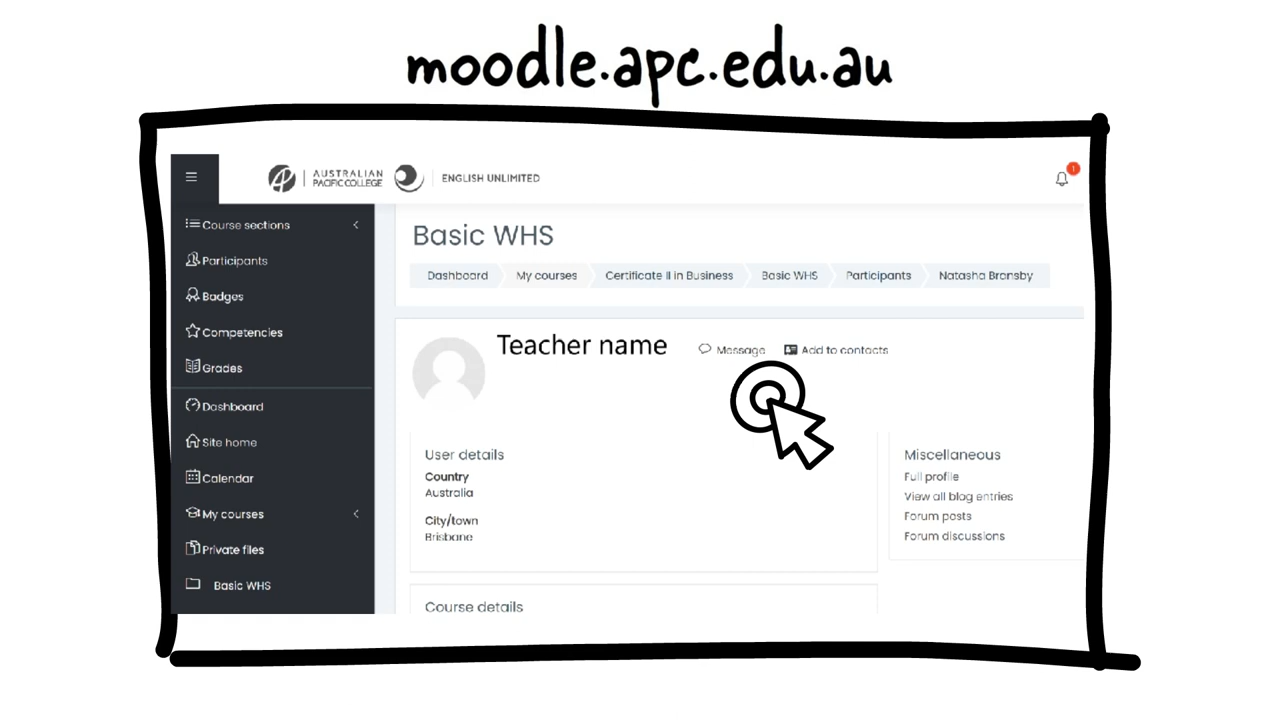 moodle.apc.edu.au
AUSTRALIAN
PACIFIC COLLEGE
ENGLISH UNLIMITED
1
Course sections
Participants
Badges
Competencies
Grades
Dashboard
Site home
Calendar
My courses
Private files
Basic WHS
Basic WHS
Dashboard My courses Certificate II in Business Basic WHS Participants Natasha Bransby
Teacher name Message Add to contacts
User details
Country
Australia
City/town
Brisbane
Miscellaneous
Full profile
View all blog entries
Forum posts
Forum discussions
Course details